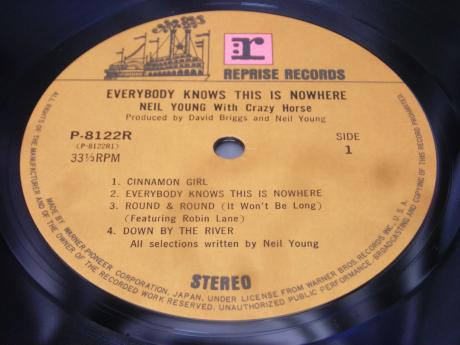 r
REPRISE RECORDS
EVERYBODY KNOWS THIS IS NOWHERE
NEIL YOUNG With Crazy Horse
Produced by David Briggs and Neil Young
P-8122R
(P-8122R1)
33⅓RPM
SIDE
1
1. CINNAMON GIRL
2. EVERYBODY KNOWS THIS IS NOWHERE
3. ROUND & ROUND (It Won't Be Long)
(Featuring Robin Lane)
4. DOWN BY THE RIVER
All selections written by Neil Young
STEREO
MADE BY WARNER-PIONEER CORPORATION, JAPAN, UNDER LICENSE FROM WARNER BROS. RECORDS INC., U.S.A.
ALL RIGHTS OF THE MANUFACTURER AND OF THE OWNER OF THE RECORDED WORK RESERVED. UNAUTHORIZED PUBLIC PERFORMANCE, BROADCASTING AND COPYING OF THIS RECORD PROHIBITED